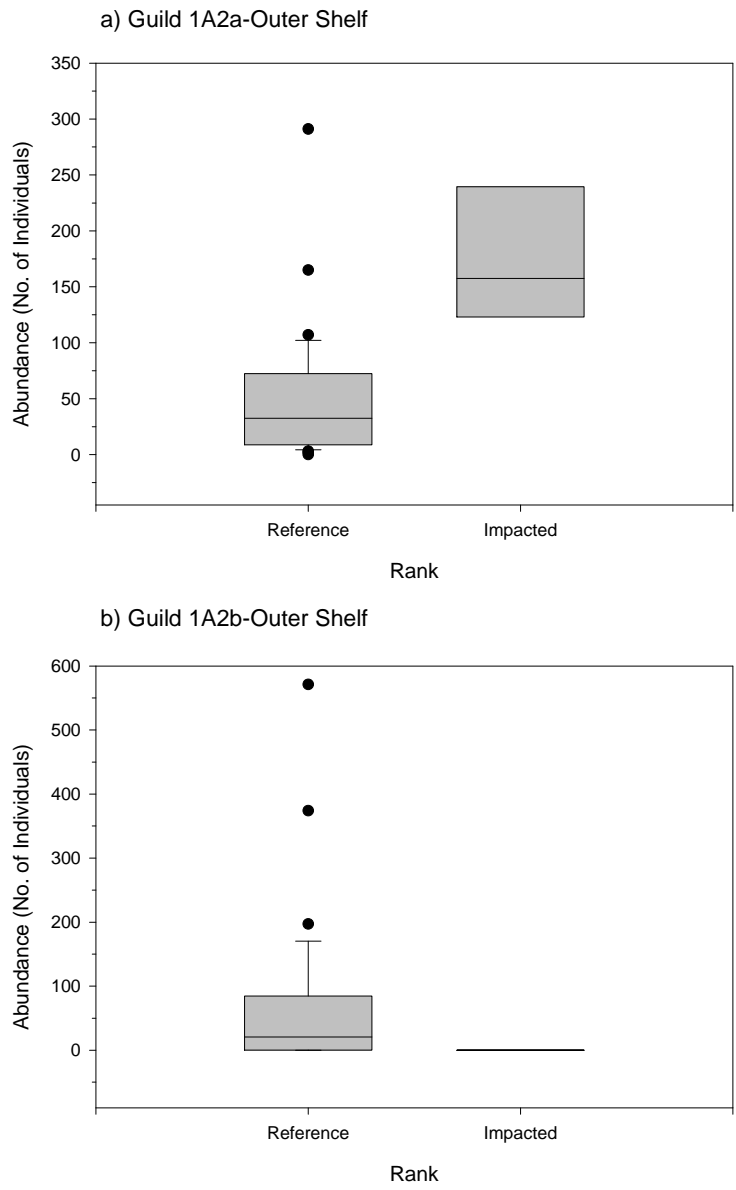 a) Guild 1A2a-Outer Shelf
350
300
250
200
150
100
50
0
Abundance (No. of Individuals)
Reference Impacted
Rank
b) Guild 1A2b-Outer Shelf
600
500
400
300
200
100
0
Abundance (No. of Individuals)
Reference Impacted
Rank